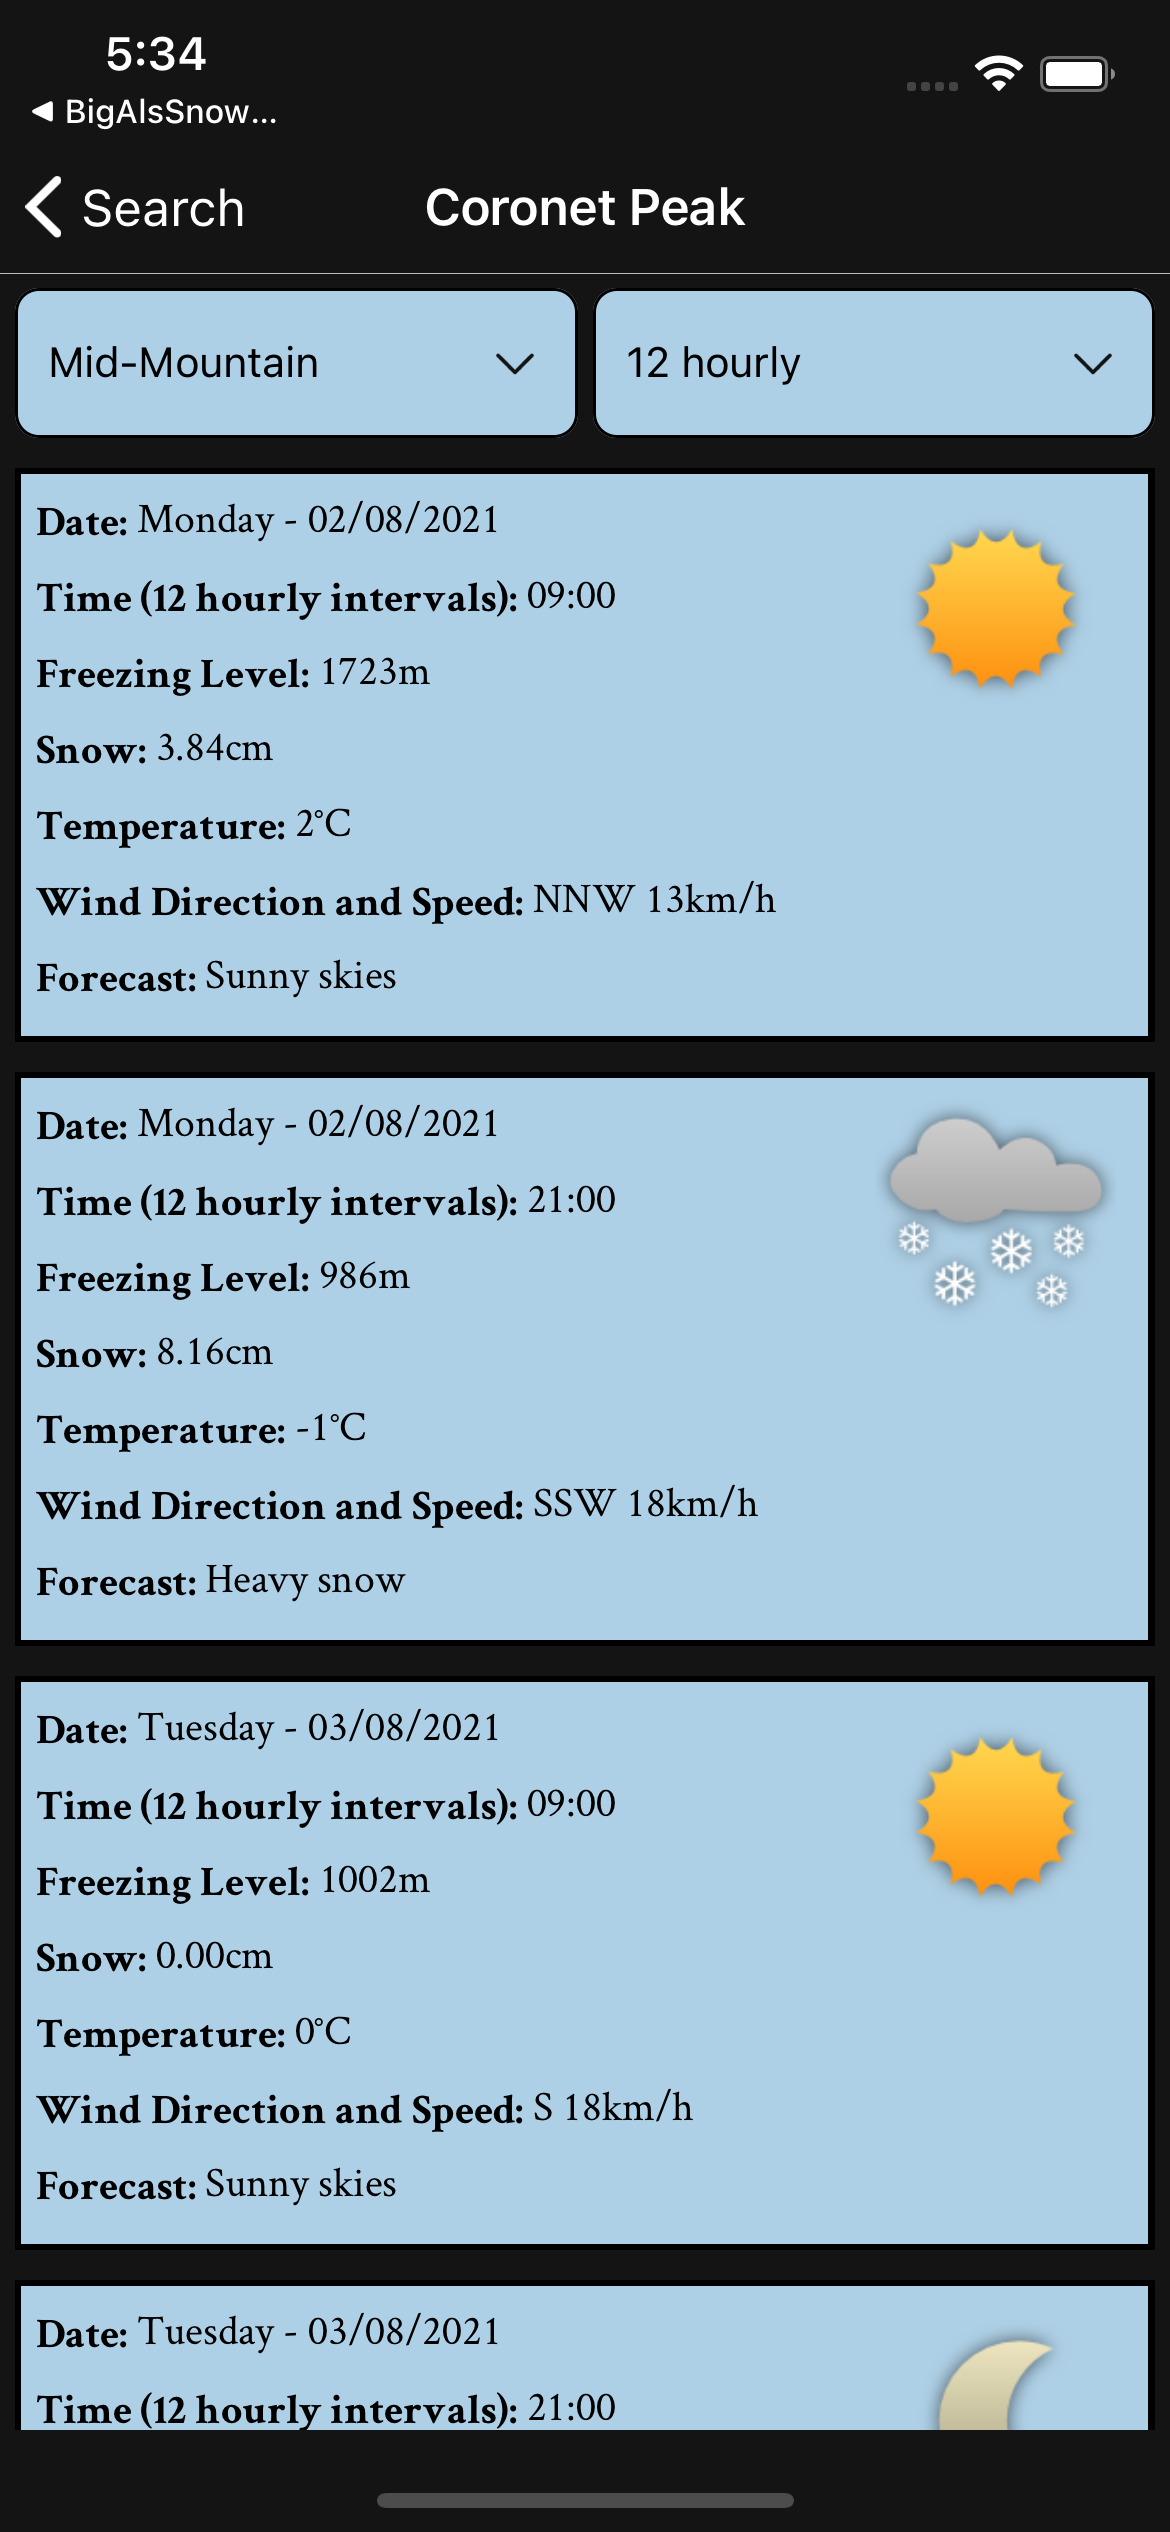 5:34
BigAlsSnow...
Search
Coronet Peak
Mid-Mountain
12 hourly
Date: Monday - 02/08/2021
Time (12 hourly intervals): 09:00
Freezing Level: 1723m
Snow: 3.84cm
Temperature: 2°C
Wind Direction and Speed: NNW 13km/h
Forecast: Sunny skies
Date: Monday - 02/08/2021
Time (12 hourly intervals): 21:00
Freezing Level: 986m
Snow: 8.16cm
Temperature: -1°C
Wind Direction and Speed: SSW 18km/h
Forecast: Heavy snow
Date: Tuesday - 03/08/2021
Time (12 hourly intervals): 09:00
Freezing Level: 1002m
Snow: 0.00cm
Temperature: 0°C
Wind Direction and Speed: S 18km/h
Forecast: Sunny skies
Date: Tuesday - 03/08/2021
Time (12 hourly intervals): 21:00